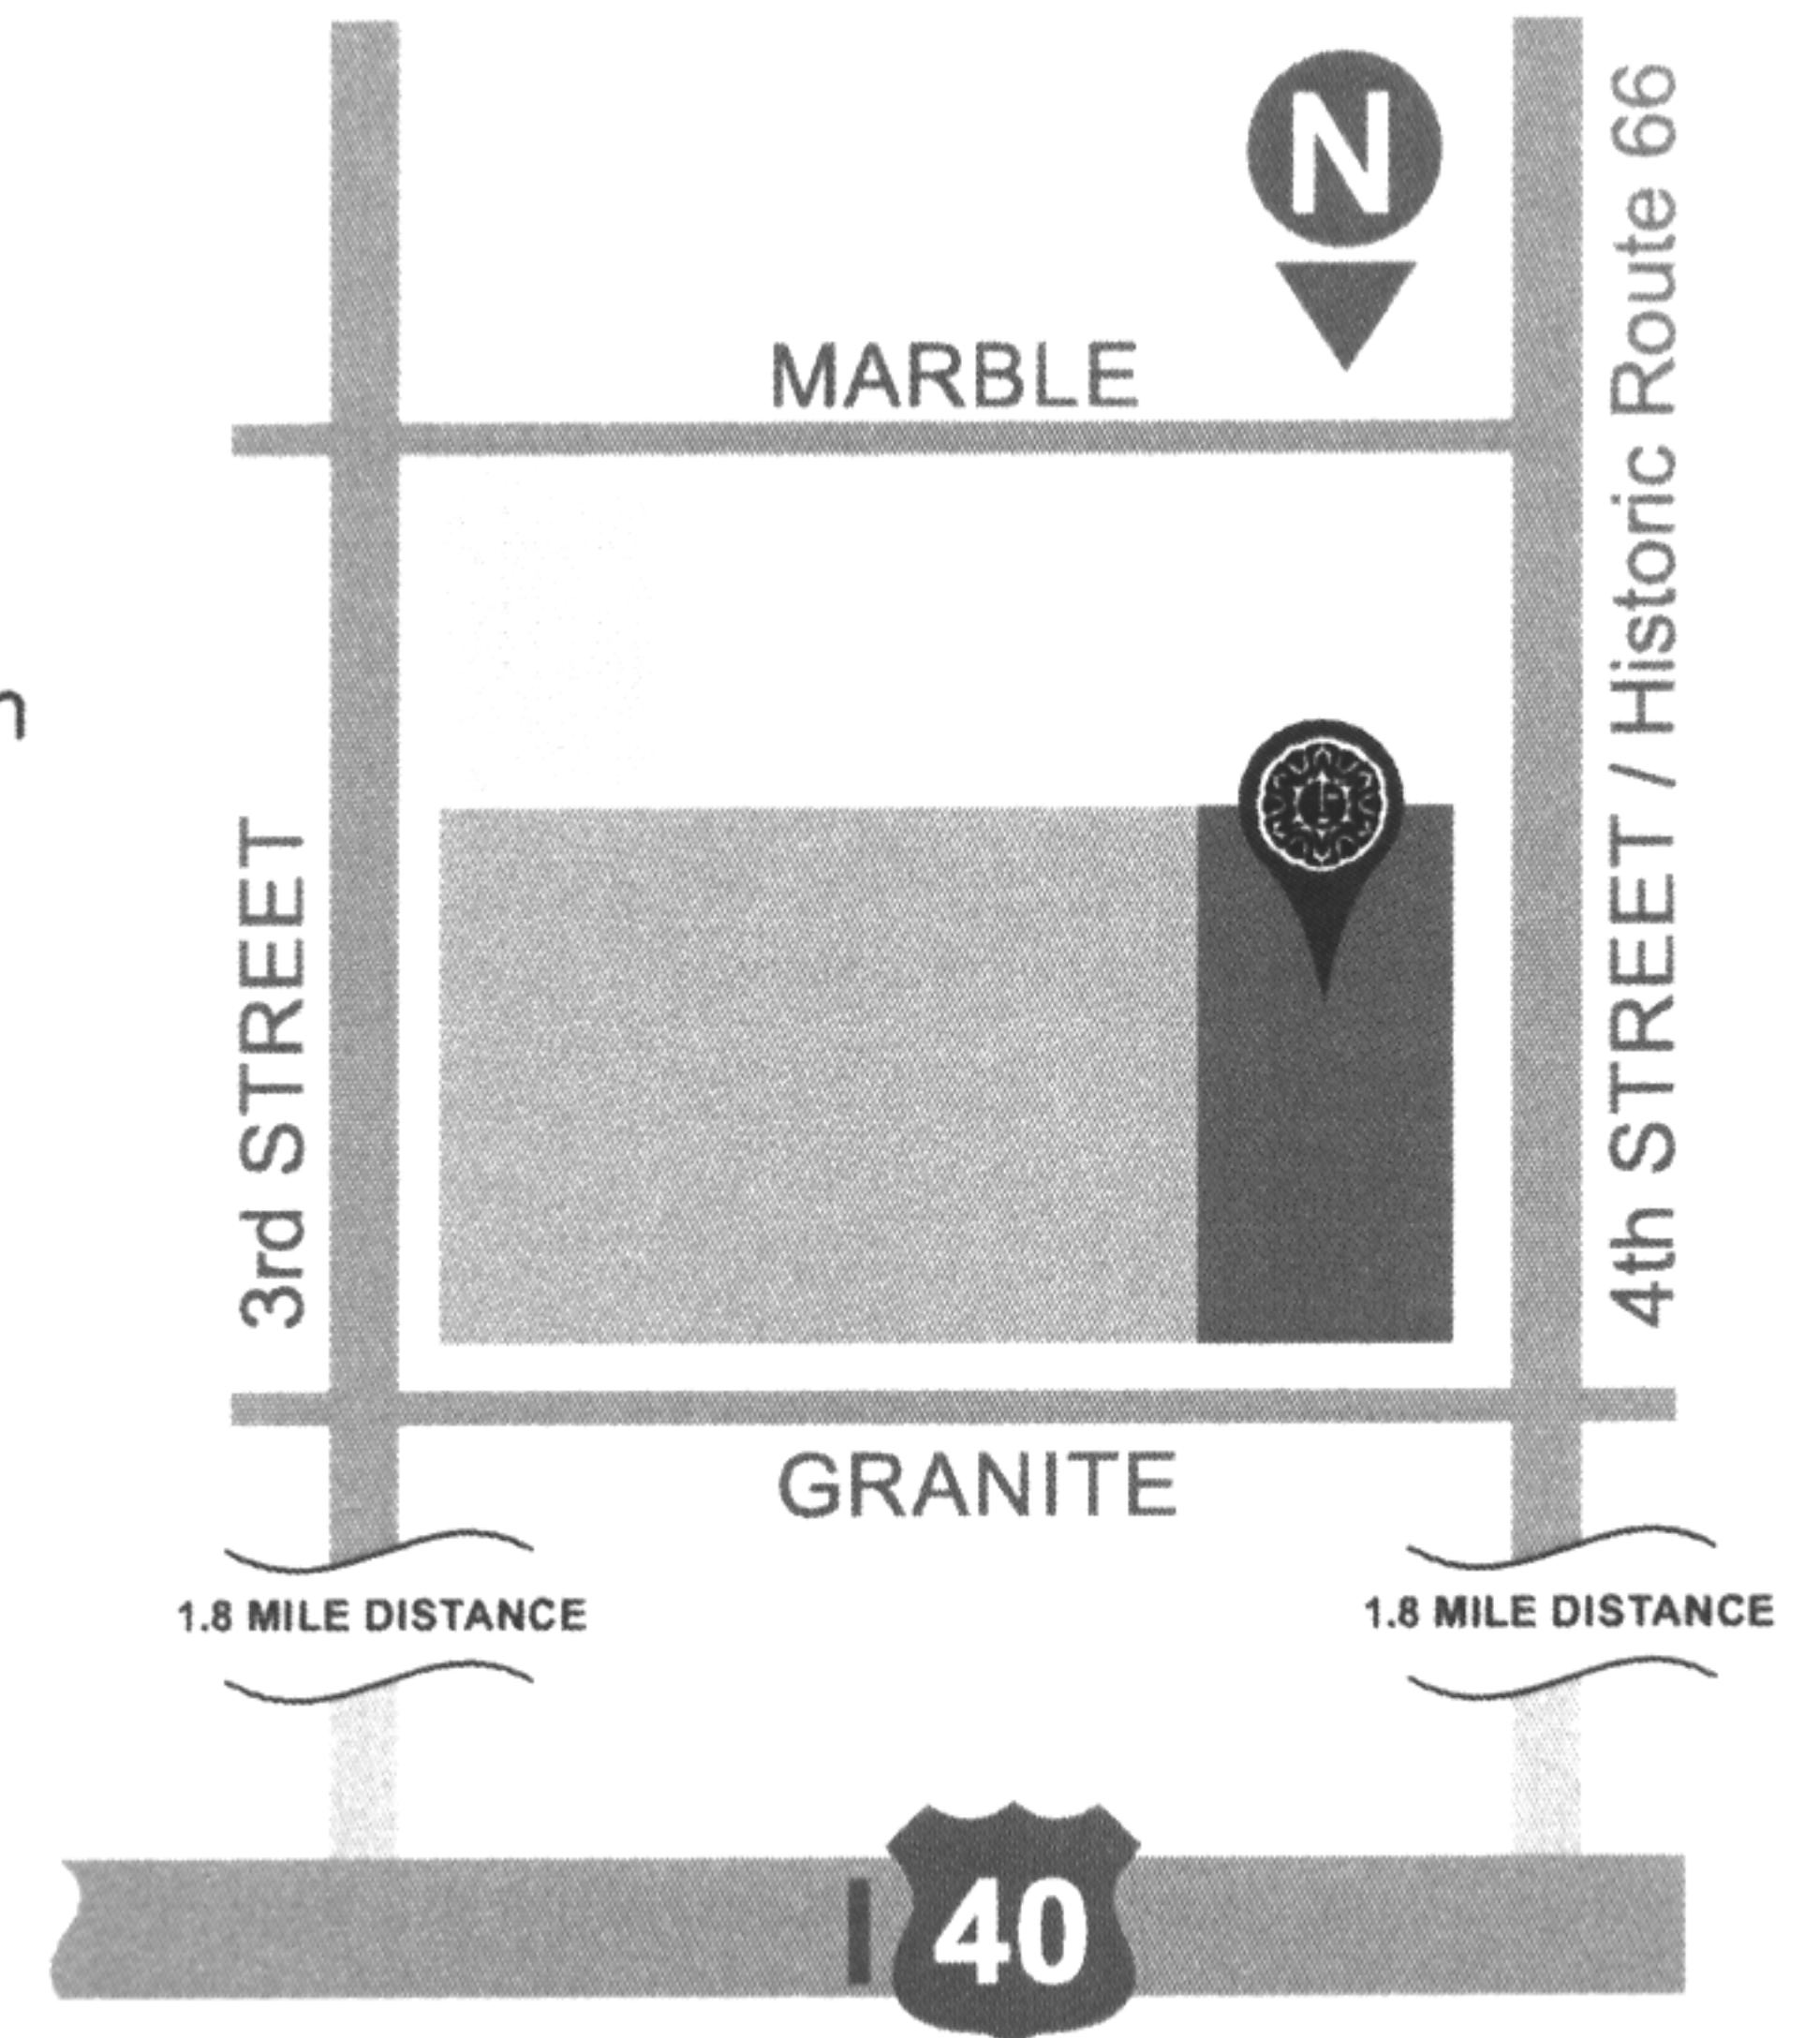 N
MARBLE
4th STREET / Historic Route 66
n
3rd STREET
GRANITE
1.8 MILE DISTANCE
1.8 MILE DISTANCE
I 40